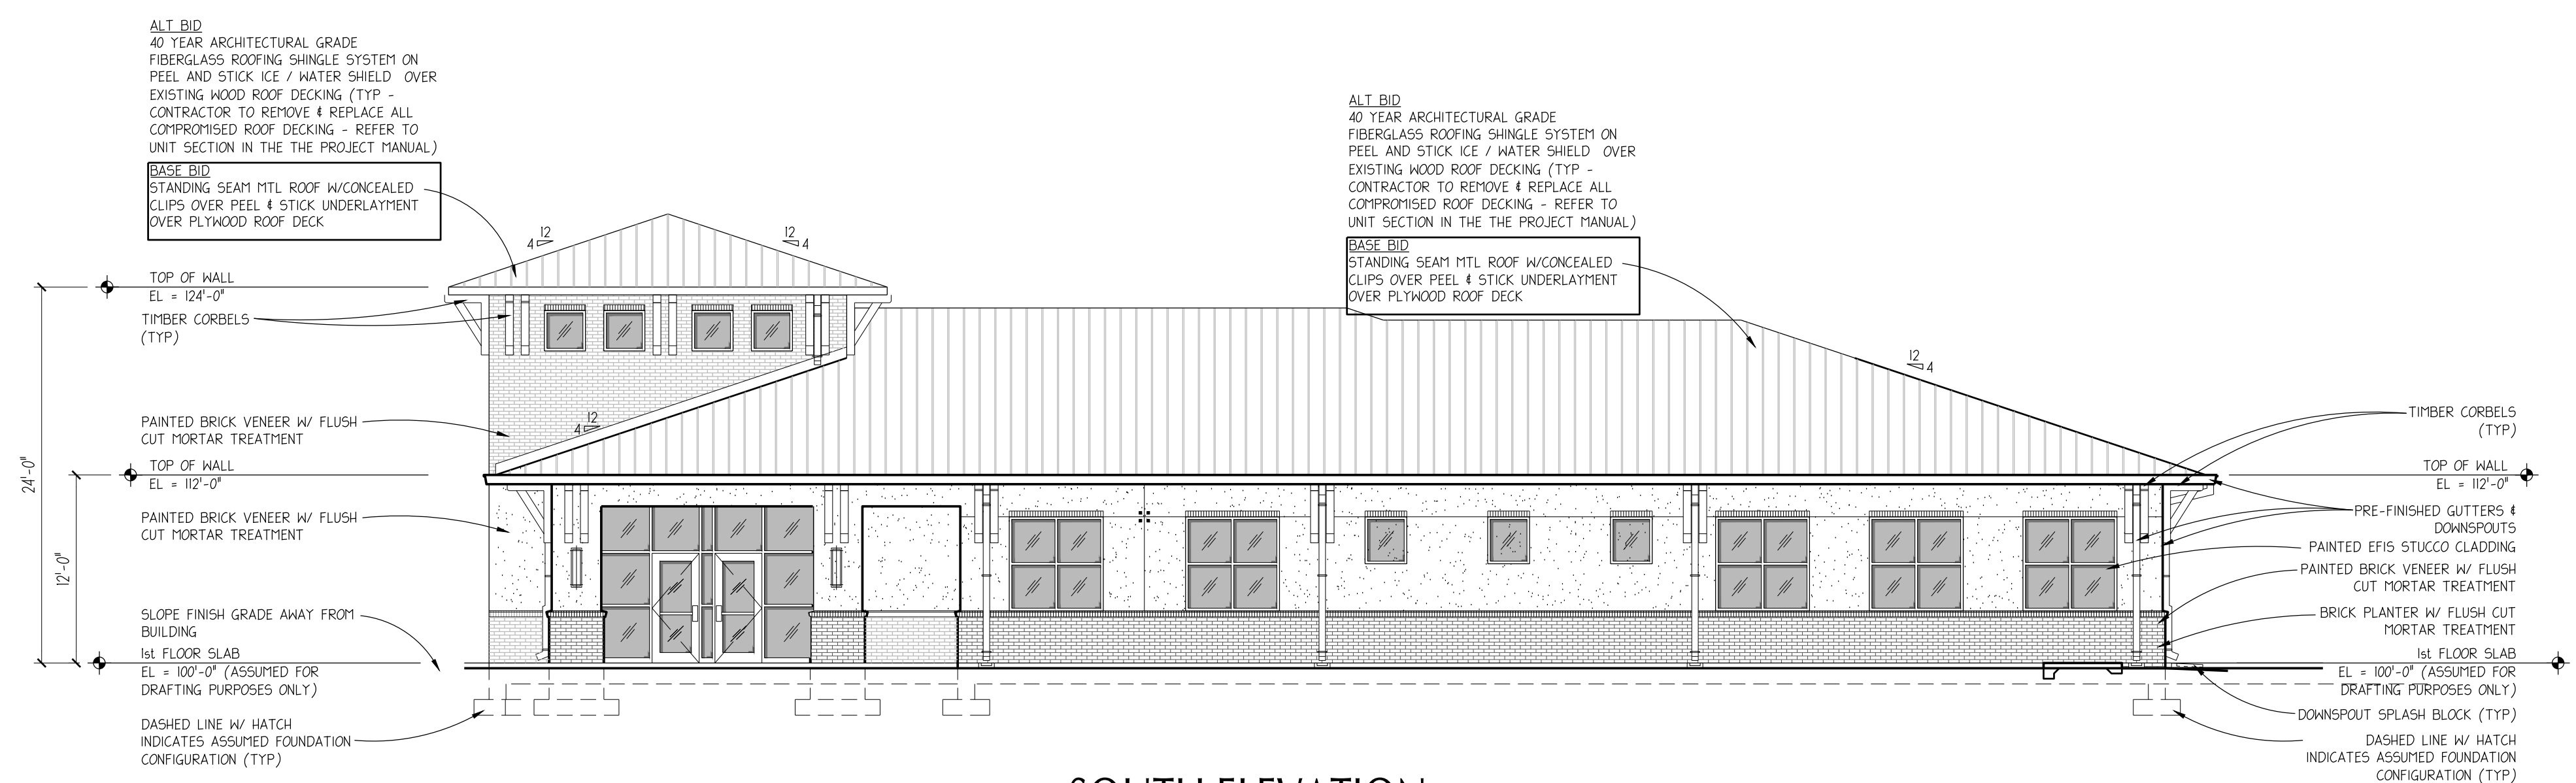 ALT BID
40 YEAR ARCHITECTURAL GRADE
FIBERGLASS ROOFING SHINGLE SYSTEM ON
PEEL AND STICK ICE / WATER SHIELD OVER
EXISTING WOOD ROOF DECKING (TYP -
CONTRACTOR TO REMOVE & REPLACE ALL
COMPROMISED ROOF DECKING - REFER TO
UNIT SECTION IN THE THE PROJECT MANUAL)
BASE BID
STANDING SEAM MTL ROOF W/CONCEALED
CLIPS OVER PEEL & STICK UNDERLAYMENT
OVER PLYWOOD ROOF DECK
ALT BID
40 YEAR ARCHITECTURAL GRADE
FIBERGLASS ROOFING SHINGLE SYSTEM ON
PEEL AND STICK ICE / WATER SHIELD OVER
EXISTING WOOD ROOF DECKING (TYP -
CONTRACTOR TO REMOVE & REPLACE ALL
COMPROMISED ROOF DECKING - REFER TO
UNIT SECTION IN THE THE PROJECT MANUAL)
BASE BID
STANDING SEAM MTL ROOF W/CONCEALED
CLIPS OVER PEEL & STICK UNDERLAYMENT
OVER PLYWOOD ROOF DECK
12
4
12
4
12
4
12
4
TOP OF WALL
EL = 124'-0"
TIMBER CORBELS
(TYP)
PAINTED BRICK VENEER W/ FLUSH
CUT MORTAR TREATMENT
TOP OF WALL
EL = 112'-0"
PAINTED BRICK VENEER W/ FLUSH
CUT MORTAR TREATMENT
24'-0"
12'-0"
SLOPE FINISH GRADE AWAY FROM
BUILDING
1st FLOOR SLAB
EL = 100'-0" (ASSUMED FOR
DRAFTING PURPOSES ONLY)
DASHED LINE W/ HATCH
INDICATES ASSUMED FOUNDATION
CONFIGURATION (TYP)
TIMBER CORBELS
(TYP)
TOP OF WALL
EL = 112'-0"
PRE-FINISHED GUTTERS &
DOWNSPOUTS
PAINTED EFIS STUCCO CLADDING
PAINTED BRICK VENEER W/ FLUSH
CUT MORTAR TREATMENT
BRICK PLANTER W/ FLUSH CUT
MORTAR TREATMENT
1st FLOOR SLAB
EL = 100'-0" (ASSUMED FOR
DRAFTING PURPOSES ONLY)
DOWNSPOUT SPLASH BLOCK (TYP)
DASHED LINE W/ HATCH
INDICATES ASSUMED FOUNDATION
CONFIGURATION (TYP)
SOUTH ELEVATION